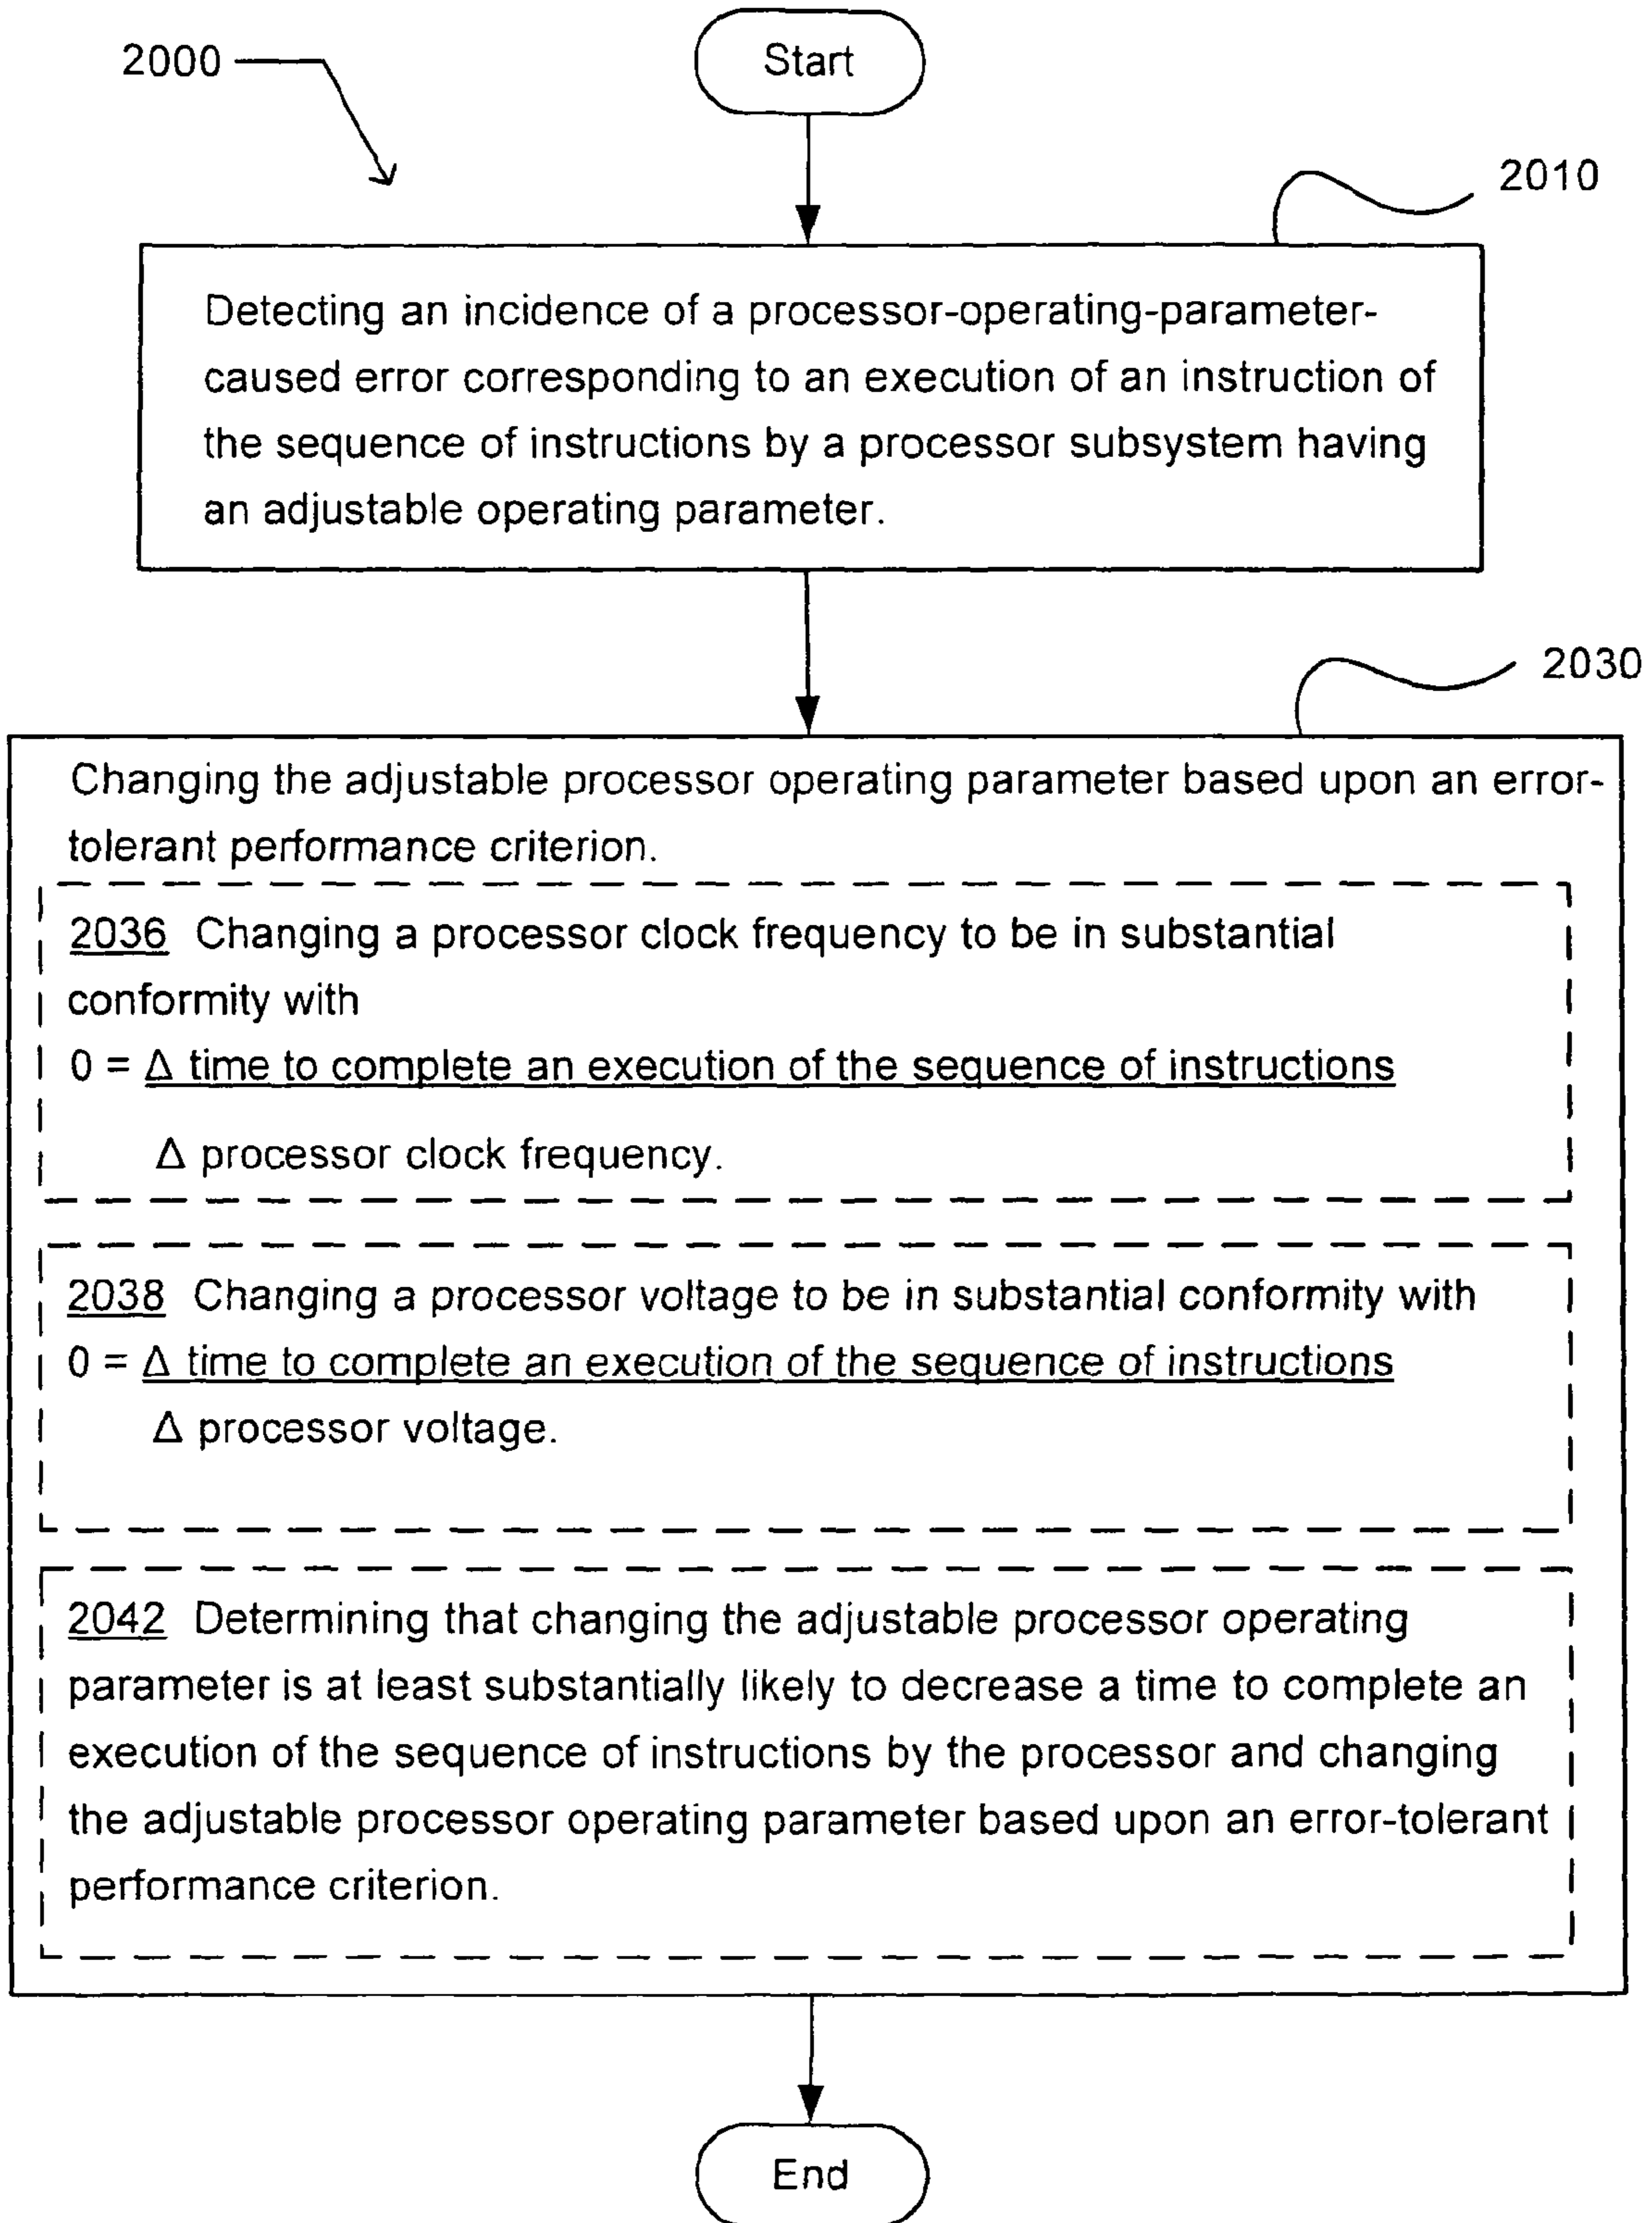 2000
Start
2010
Detecting an incidence of a processor-operating-parameter-
caused error corresponding to an execution of an instruction of
the sequence of instructions by a processor subsystem having
an adjustable operating parameter.
2030
Changing the adjustable processor operating parameter based upon an error-
tolerant performance criterion.
2036 Changing a processor clock frequency to be in substantial
conformity with
0 = Δ time to complete an execution of the sequence of instructions
Δ processor clock frequency.
2038 Changing a processor voltage to be in substantial conformity with
0 = Δ time to complete an execution of the sequence of instructions
Δ processor voltage.
2042 Determining that changing the adjustable processor operating
parameter is at least substantially likely to decrease a time to complete an
execution of the sequence of instructions by the processor and changing
the adjustable processor operating parameter based upon an error-tolerant
performance criterion.
End